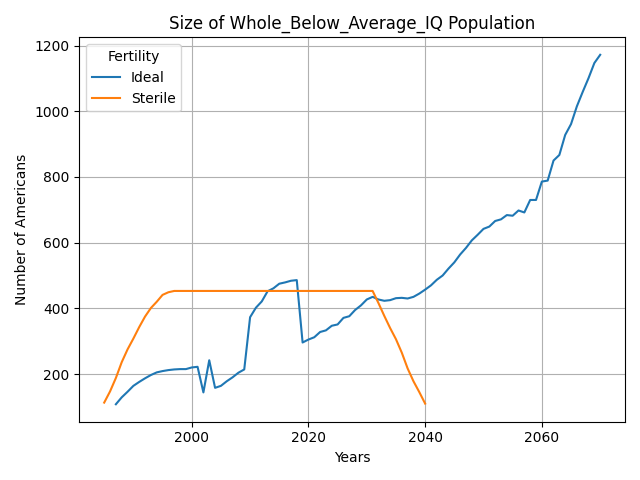 Size of Whole_Below_Average_IQ Population
Fertility
Ideal
Sterile
Number of Americans
1200
1000
800
600
400
200
2000
2020
2040
2060
Years